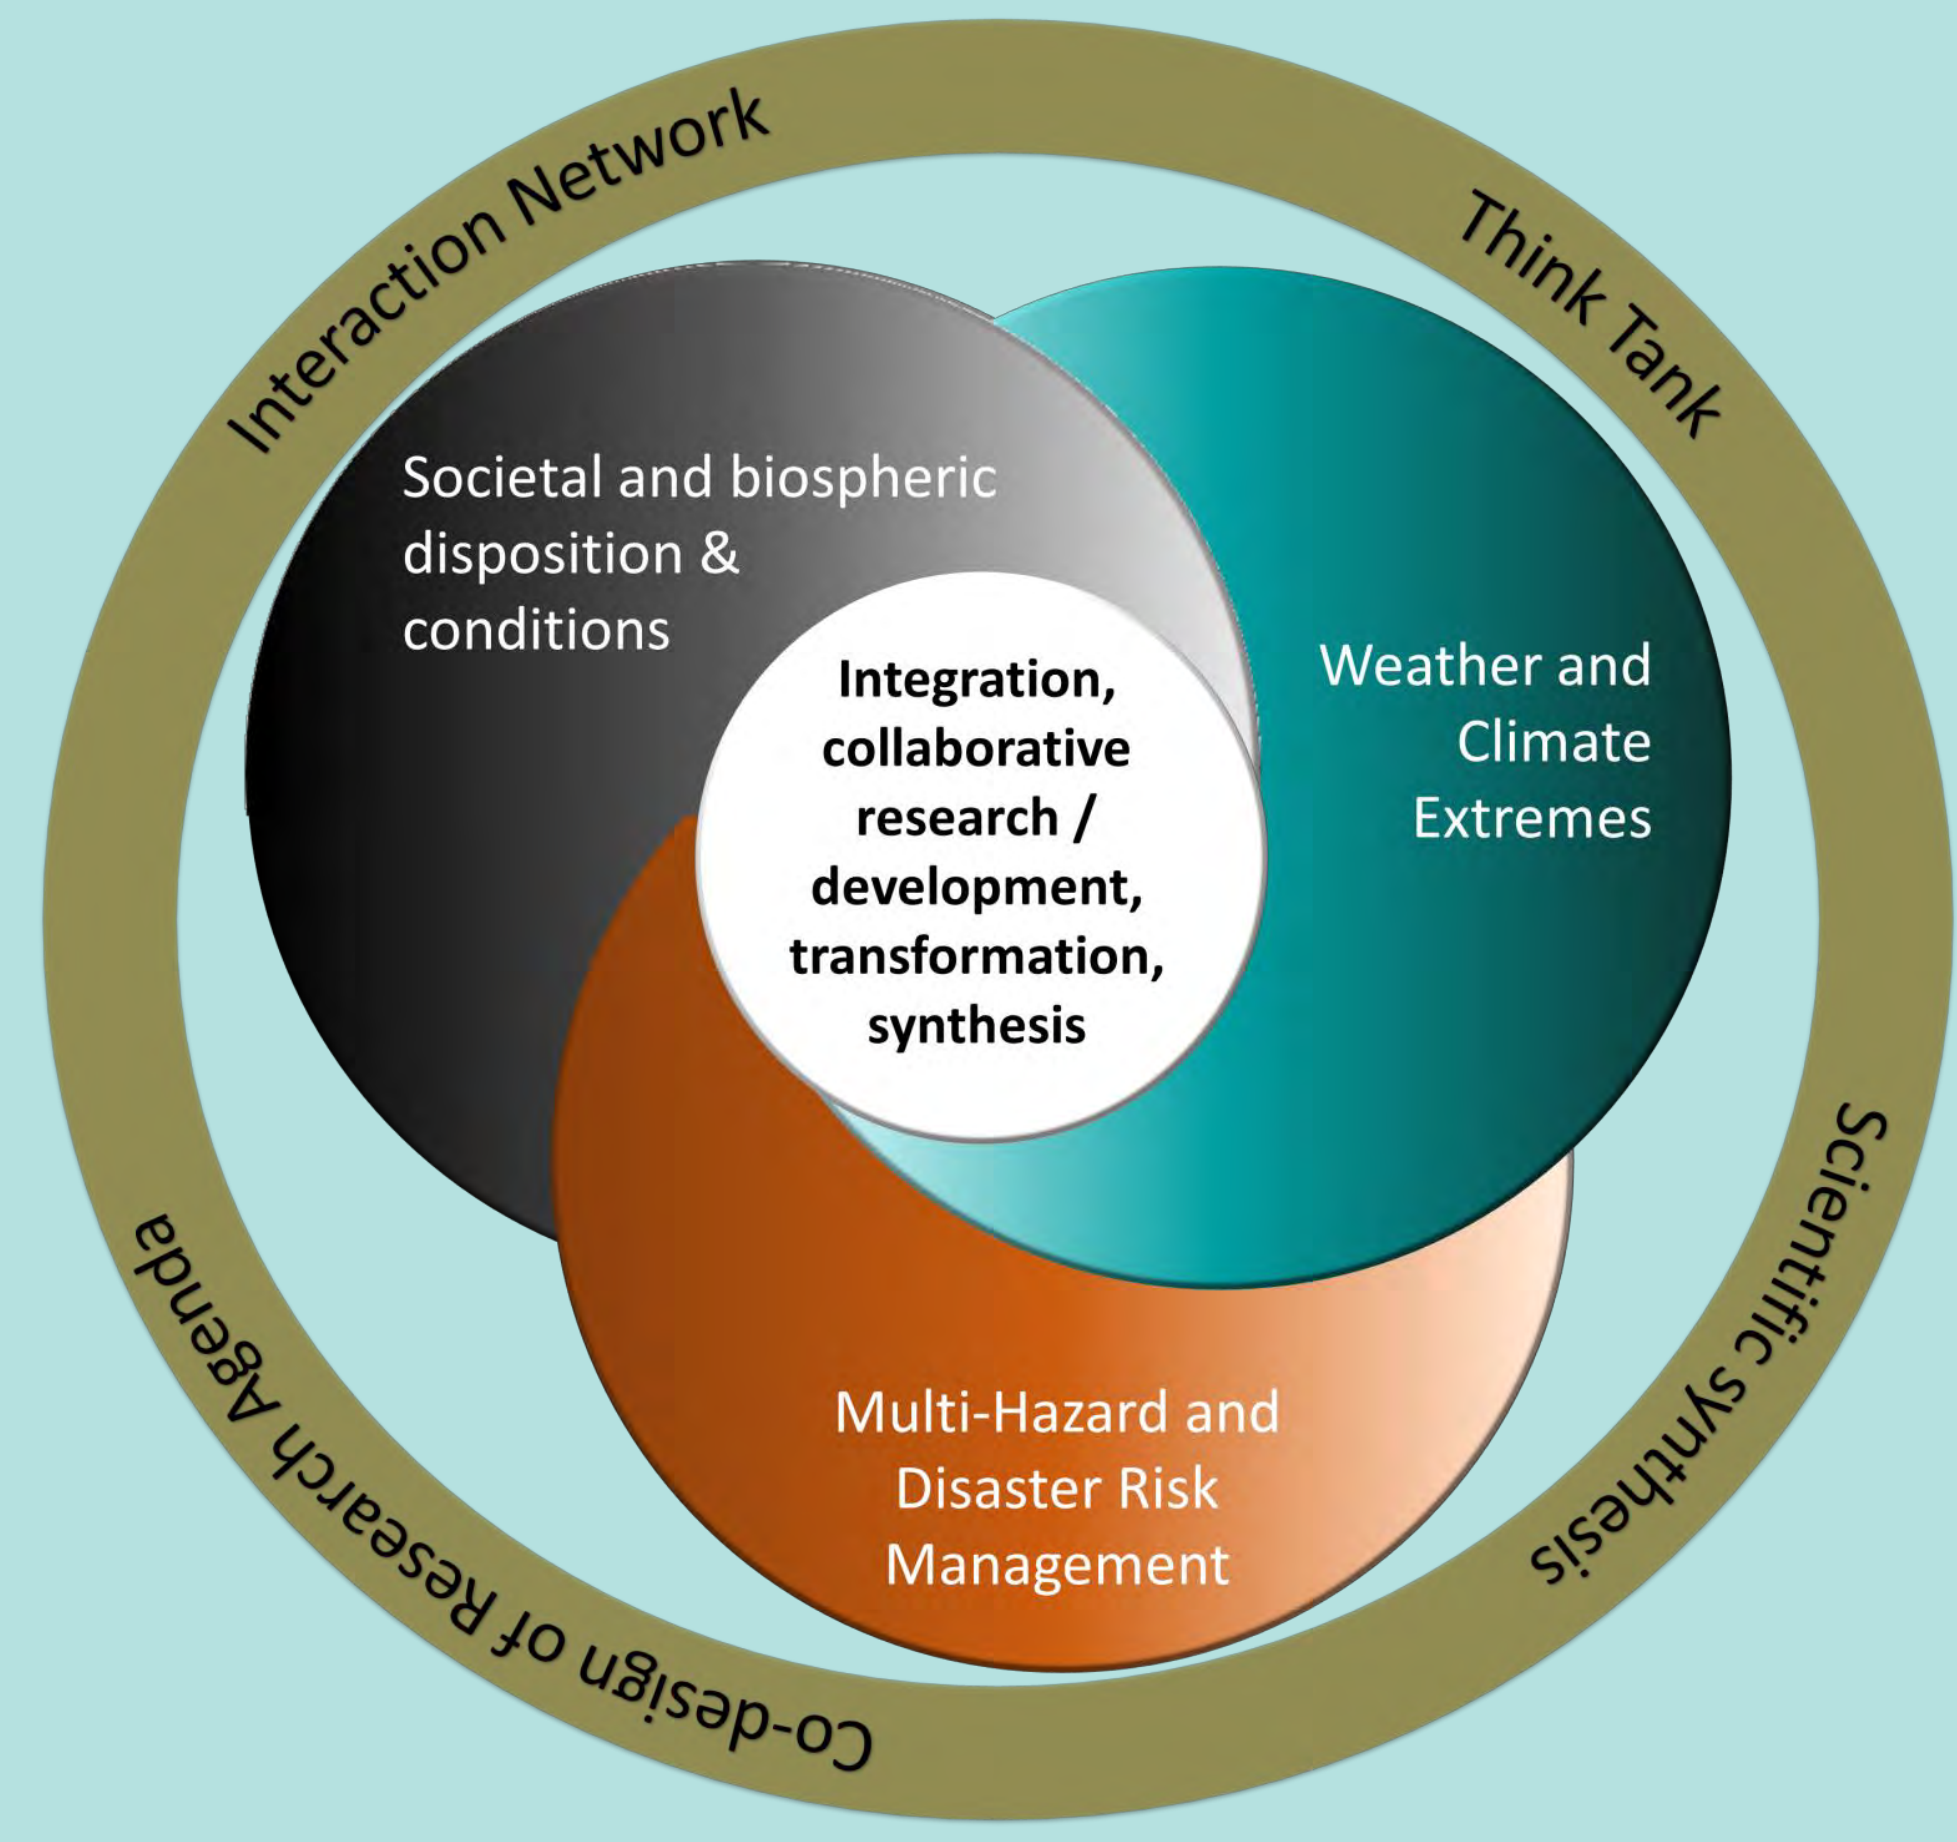 Interaction Network
Think Tank
Societal and biospheric
disposition &
conditions
Weather and
Climate
Extremes
Integration,
collaborative
research /
development,
transformation,
synthesis
Multi-Hazard and
Disaster Risk
Management
Scientific synthesis
Co-design of Research Agenda